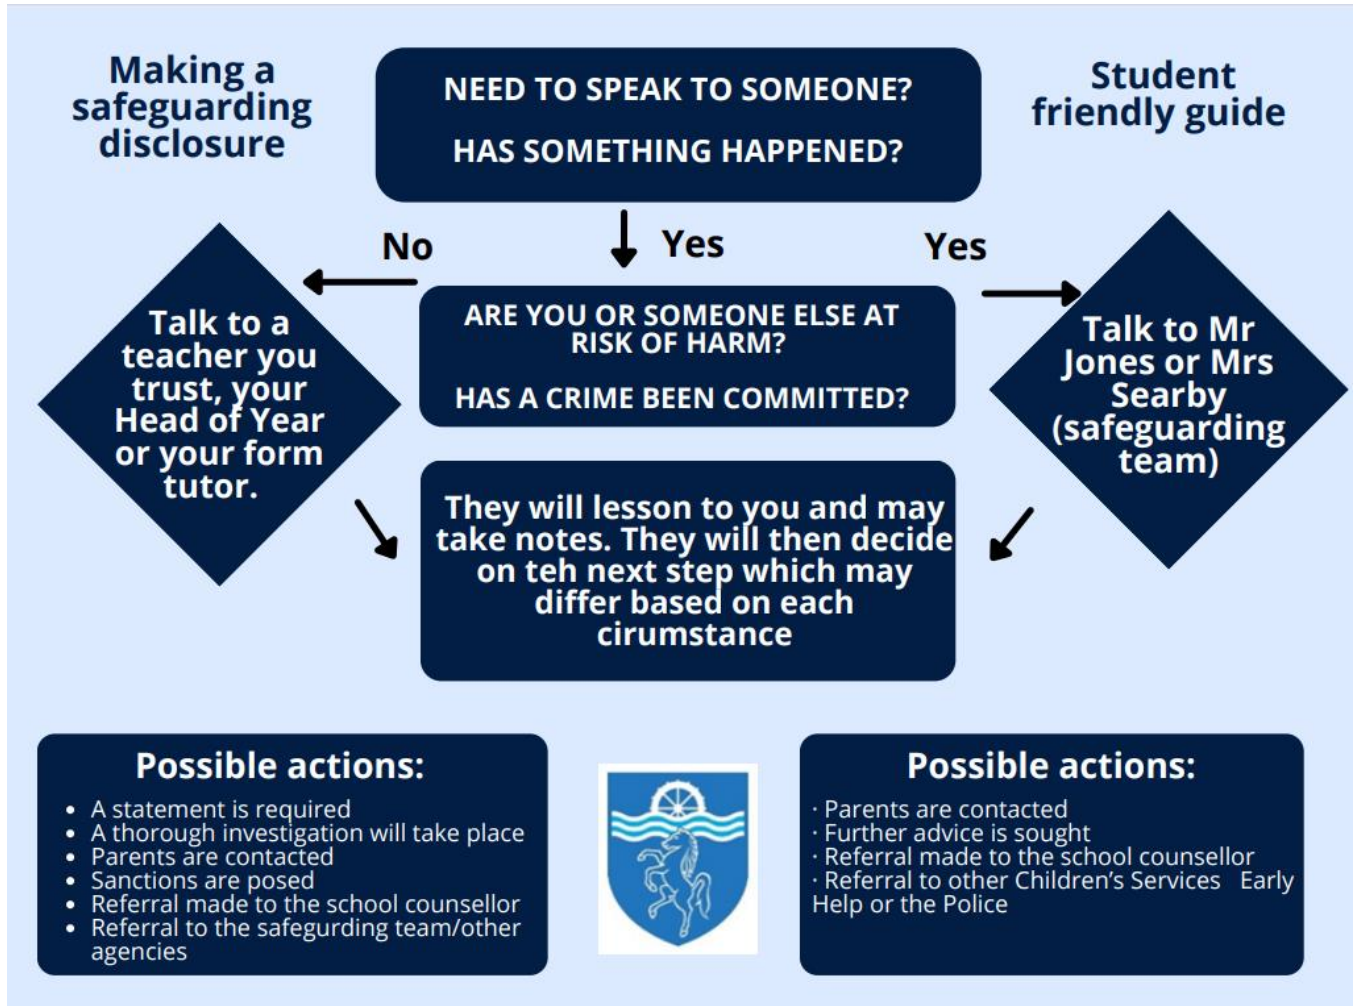 Making a
safeguarding
disclosure
NEED TO SPEAK TO SOMEONE?
HAS SOMETHING HAPPENED?
Student
friendly guide
No
Yes
Yes
Talk to a
teacher you
trust, your
Head of Year
or your form
tutor.
ARE YOU OR SOMEONE ELSE AT
RISK OF HARM?
HAS A CRIME BEEN COMMITTED?
Talk to Mr
Jones or Mrs
Searby
(safeguarding
team)
They will lesson to you and may
take notes. They will then decide
on teh next step which may
differ based on each
cirumstance
Possible actions:
• A statement is required
• A thorough investigation will take place
• Parents are contacted
• Sanctions are posed
• Referral made to the school counsellor
• Referral to the safegurding team/other
agencies
Possible actions:
· Parents are contacted
· Further advice is sought
· Referral made to the school counsellor
· Referral to other Children’s Services   Early
Help or the Police